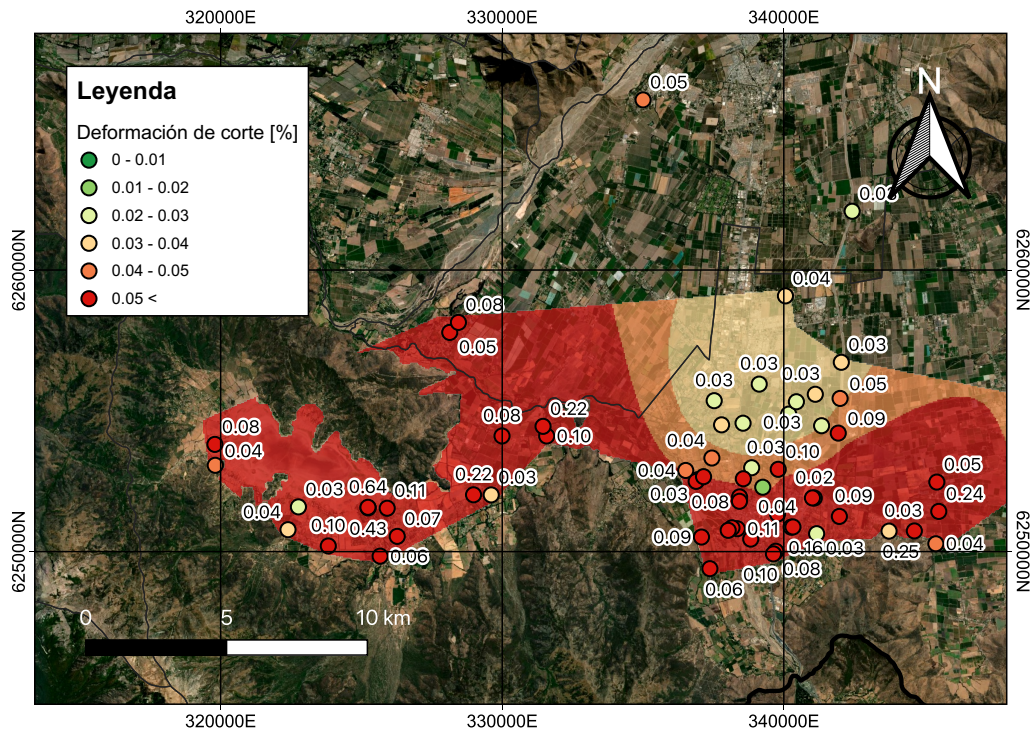 320000E
330000E
340000E
Leyenda
Deformación de corte [%]
0 - 0.01
0.01 - 0.02
0.02 - 0.03
0.03 - 0.04
0.04 - 0.05
0.05 <
N
0.05
6260000N
6260000N
0.04
0.08
0.05
0.03
0.03
0.03
0.05
0.08
0.22
0.03
0.09
0.08
0.10
0.04
0.04
0.03
0.10
0.22
0.03
0.04
0.02
0.05
0.03
0.64
0.11
0.03
0.08
0.04
0.09
0.24
0.04
0.10
0.43
0.07
0.03
0.09
0.11
0.06
0.16
0.03
0.25
0.04
6250000N
6250000N
0.10
0.08
0.06
0
5
10 km
320000E
330000E
340000E